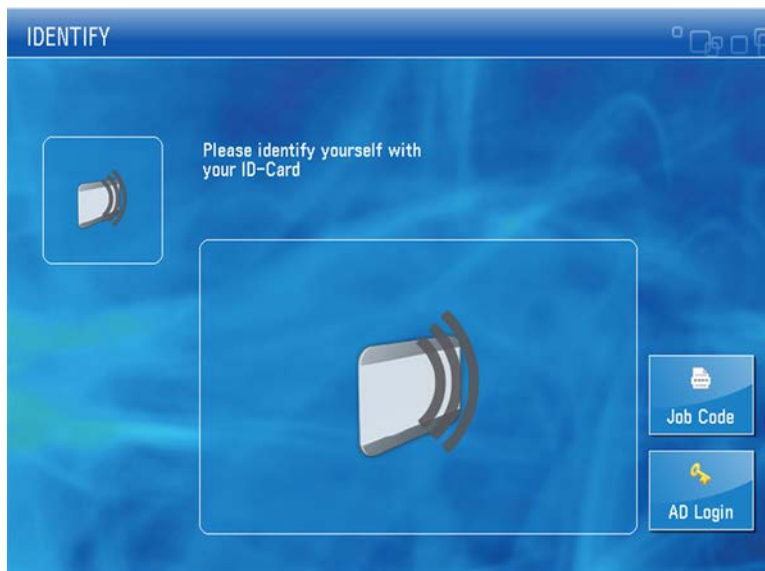 IDENTIFY
Please identify yourself with
your ID-Card
Job Code
AD Login